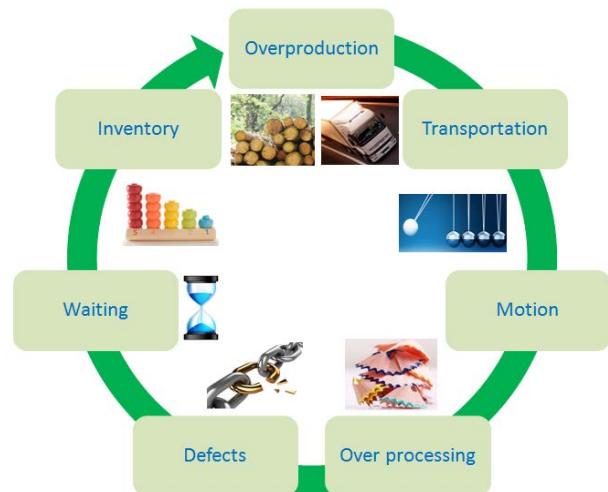 Overproduction
Transportation
Motion
Over processing
Defects
Waiting
Inventory